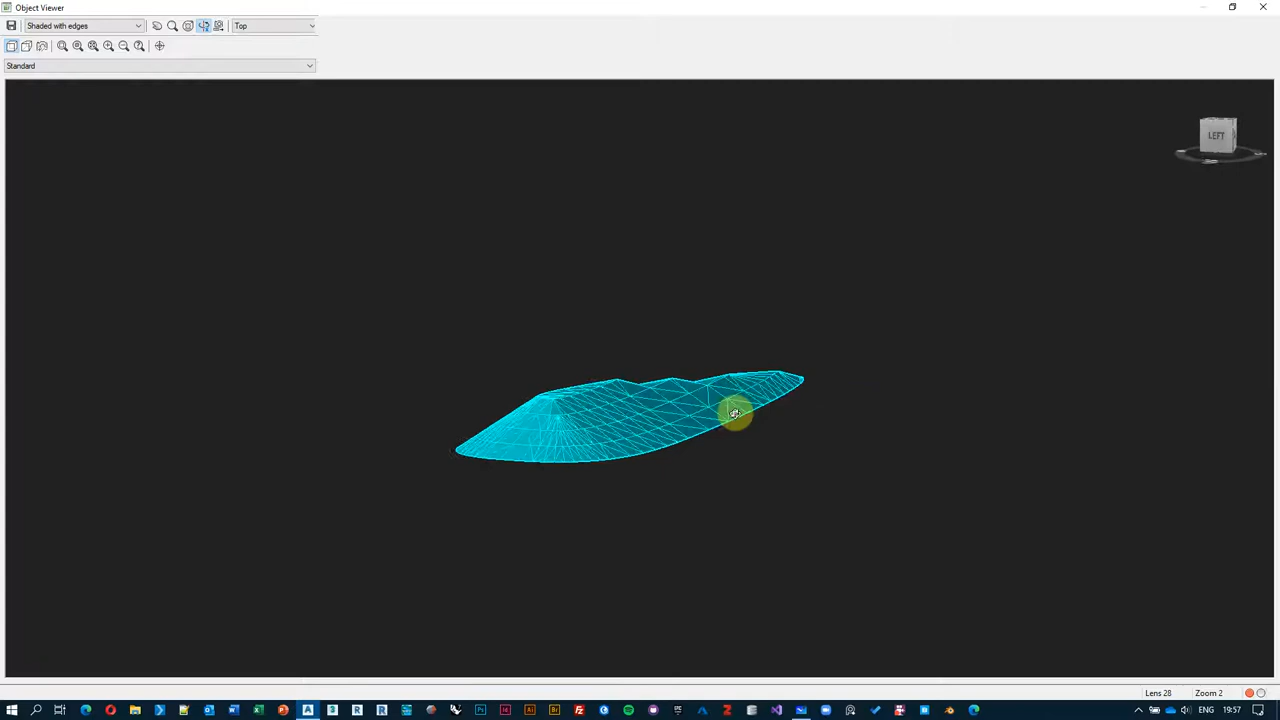 Object Viewer
Shaded with edges
Top
Standard
LEFT
Lens 28
Zoom 2
ENG
19:57